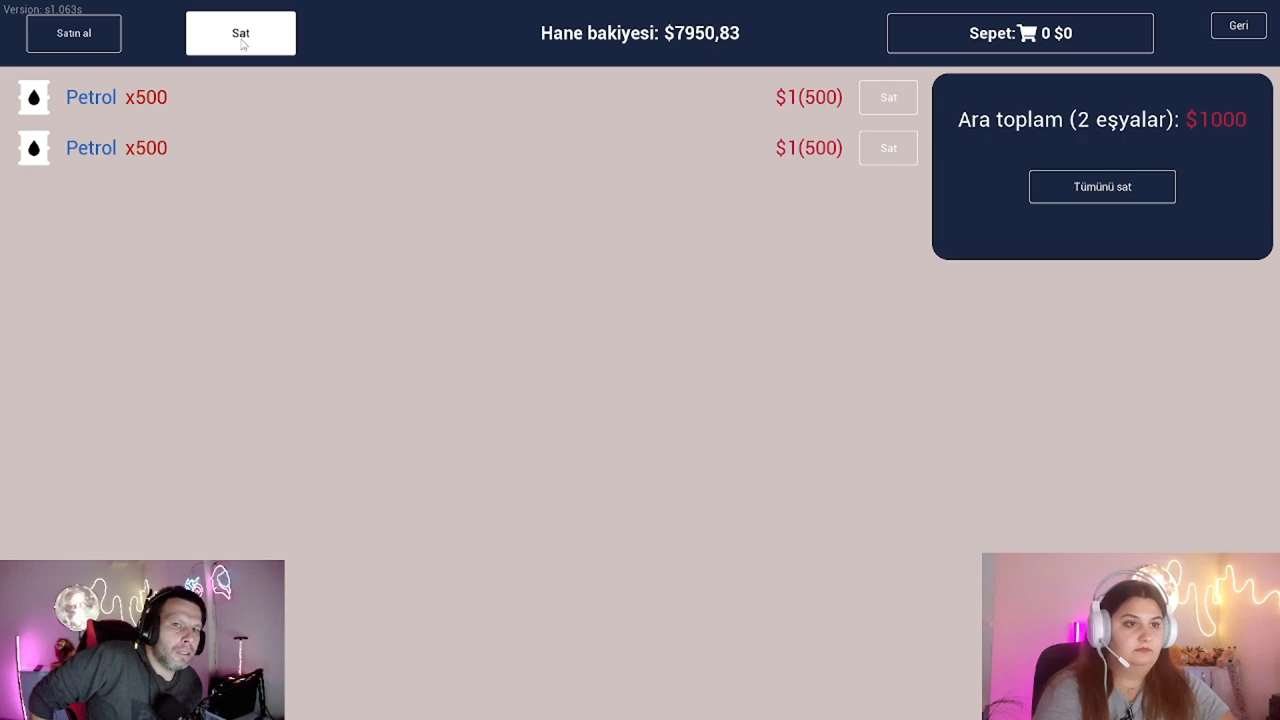 Version: s1.063s
Satın al
Sat
Hane bakiyesi: $7950,83
Sepet: 0 $0
Geri
Petrol x500
$1(500)
Sat
Petrol x500
$1(500)
Sat
Ara toplam (2 eşyalar): $1000
Tümünü sat